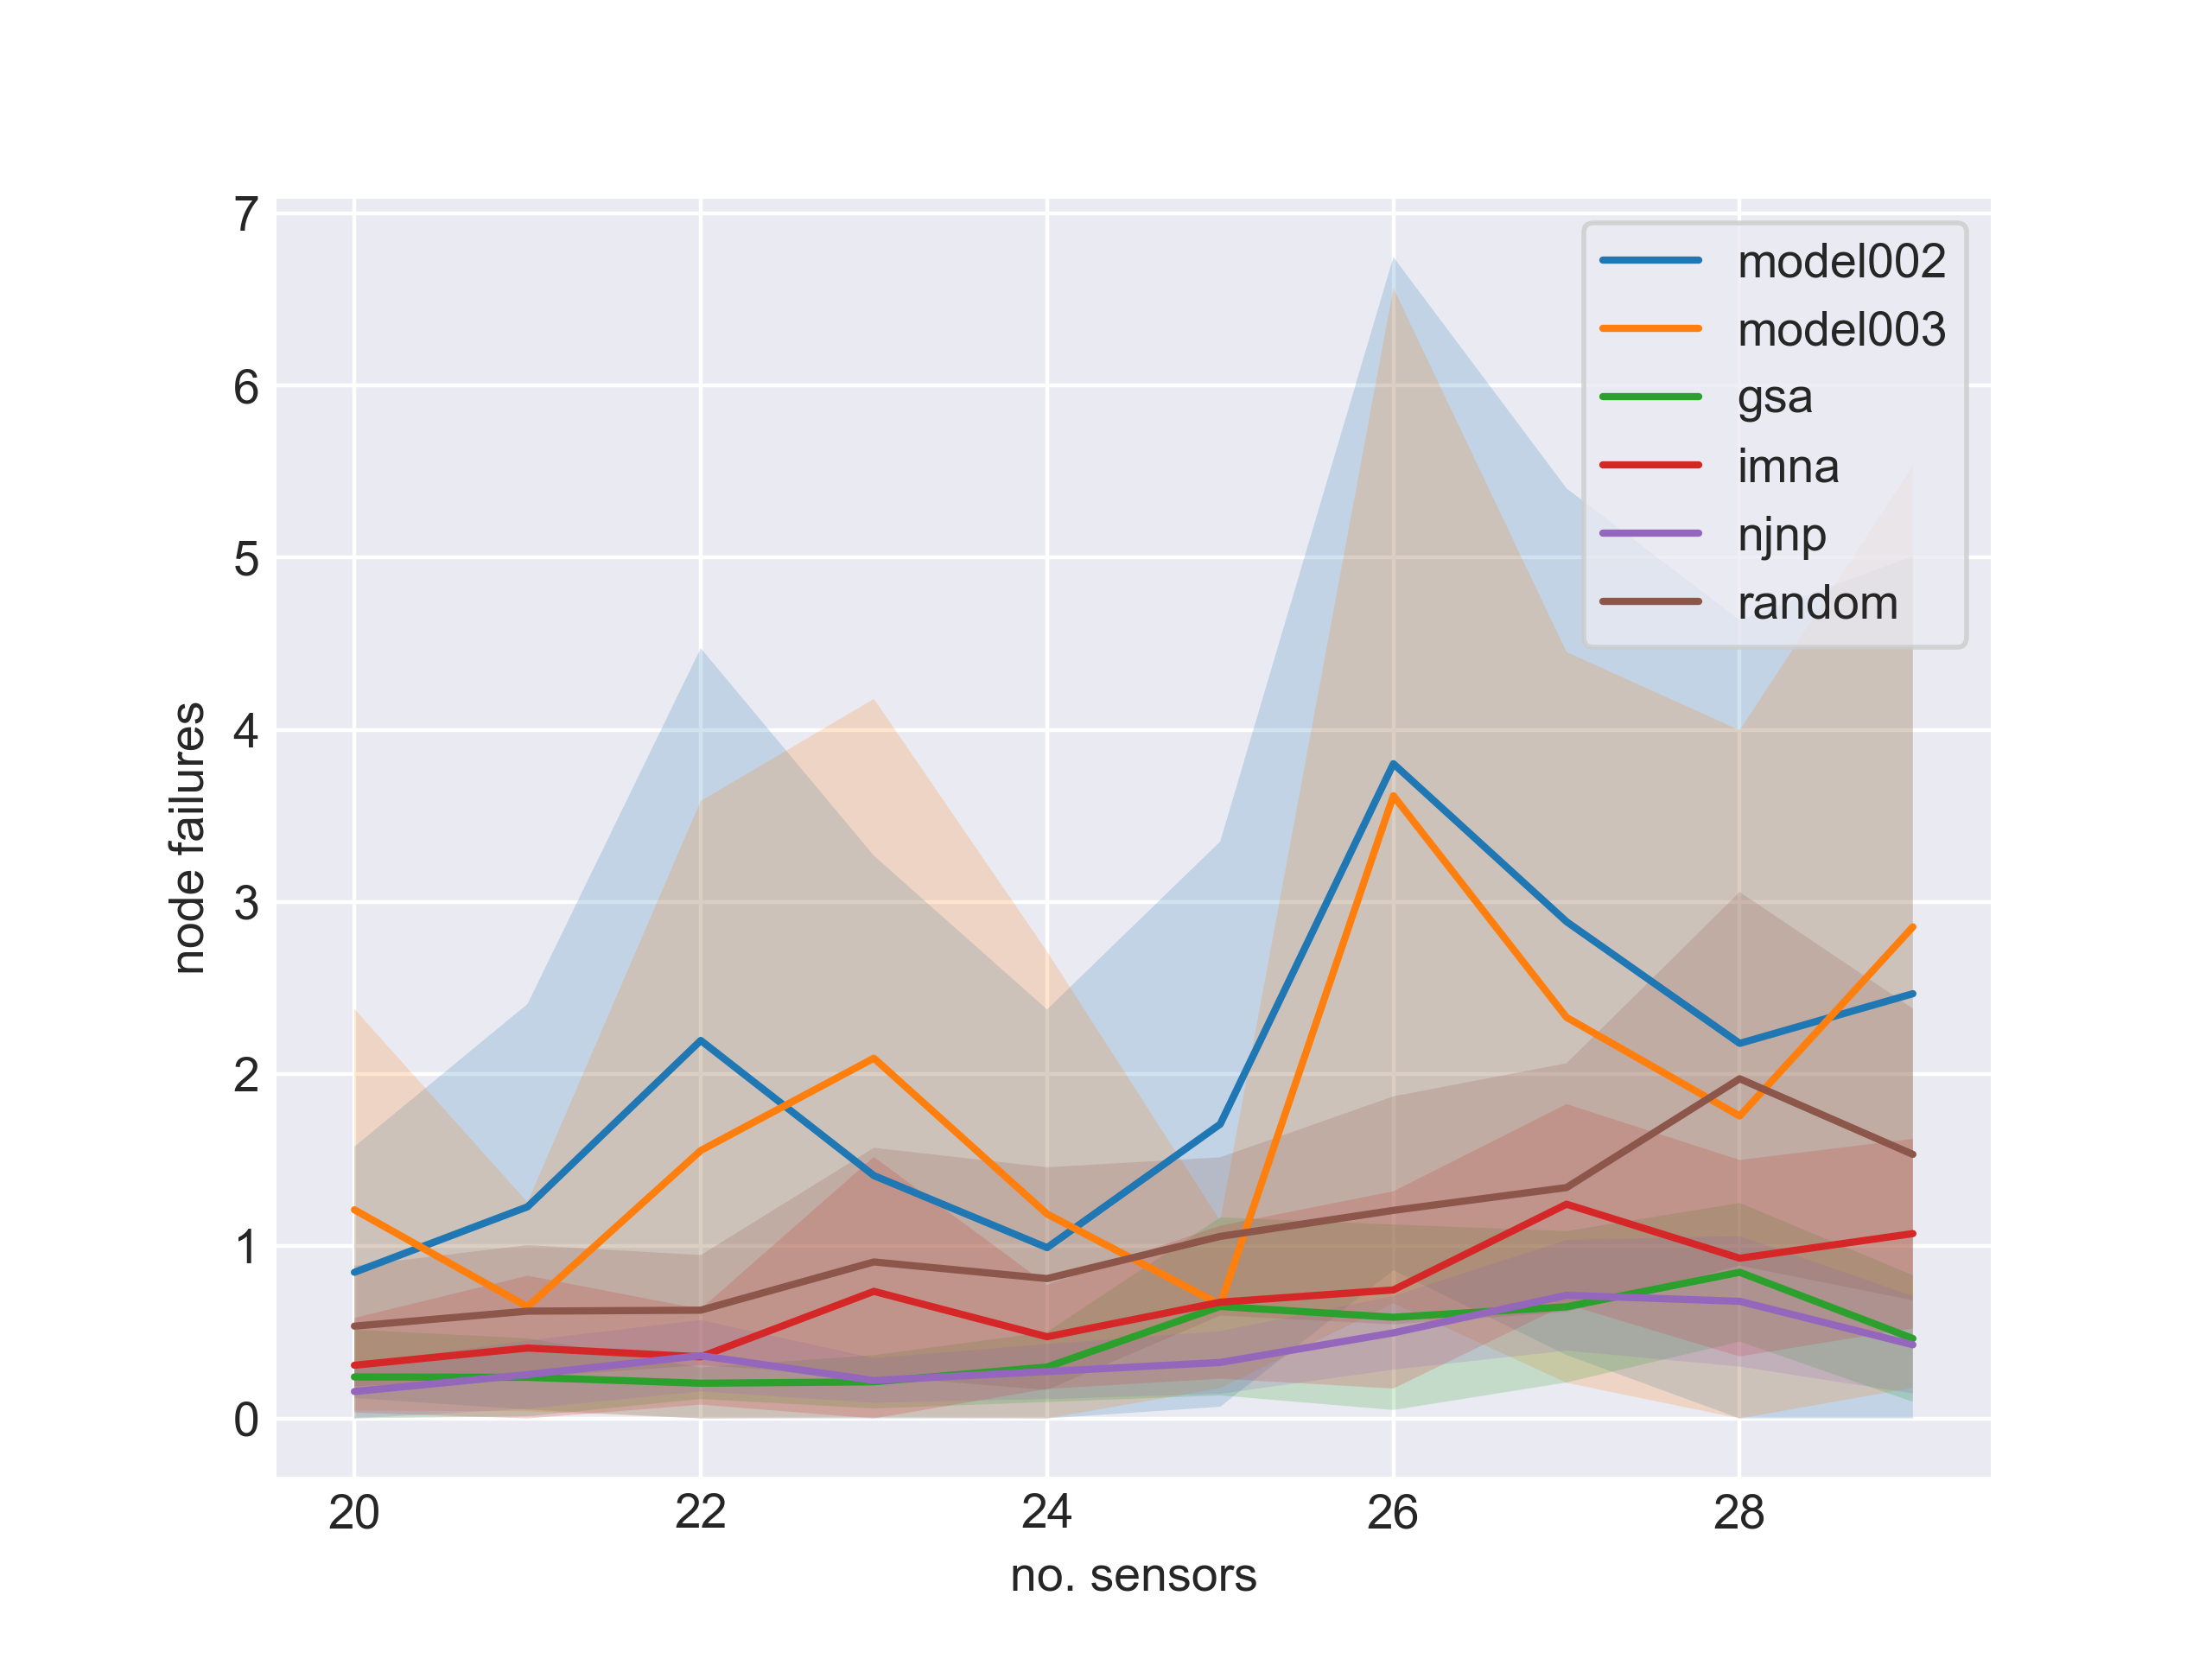 7
6
5
4
3
2
1
0
node failures
20 22 24 26 28
no. sensors
model002
model003
gsa
imna
njnp
random